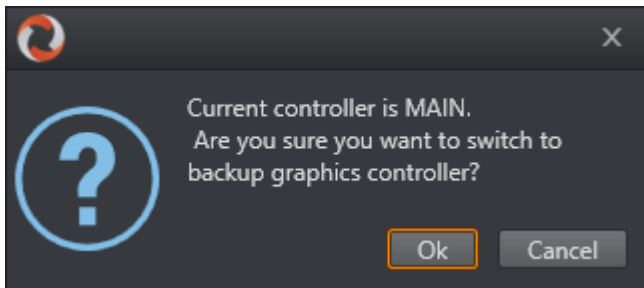 Current controller is MAIN.
Are you sure you want to switch to
backup graphics controller?
Ok
Cancel